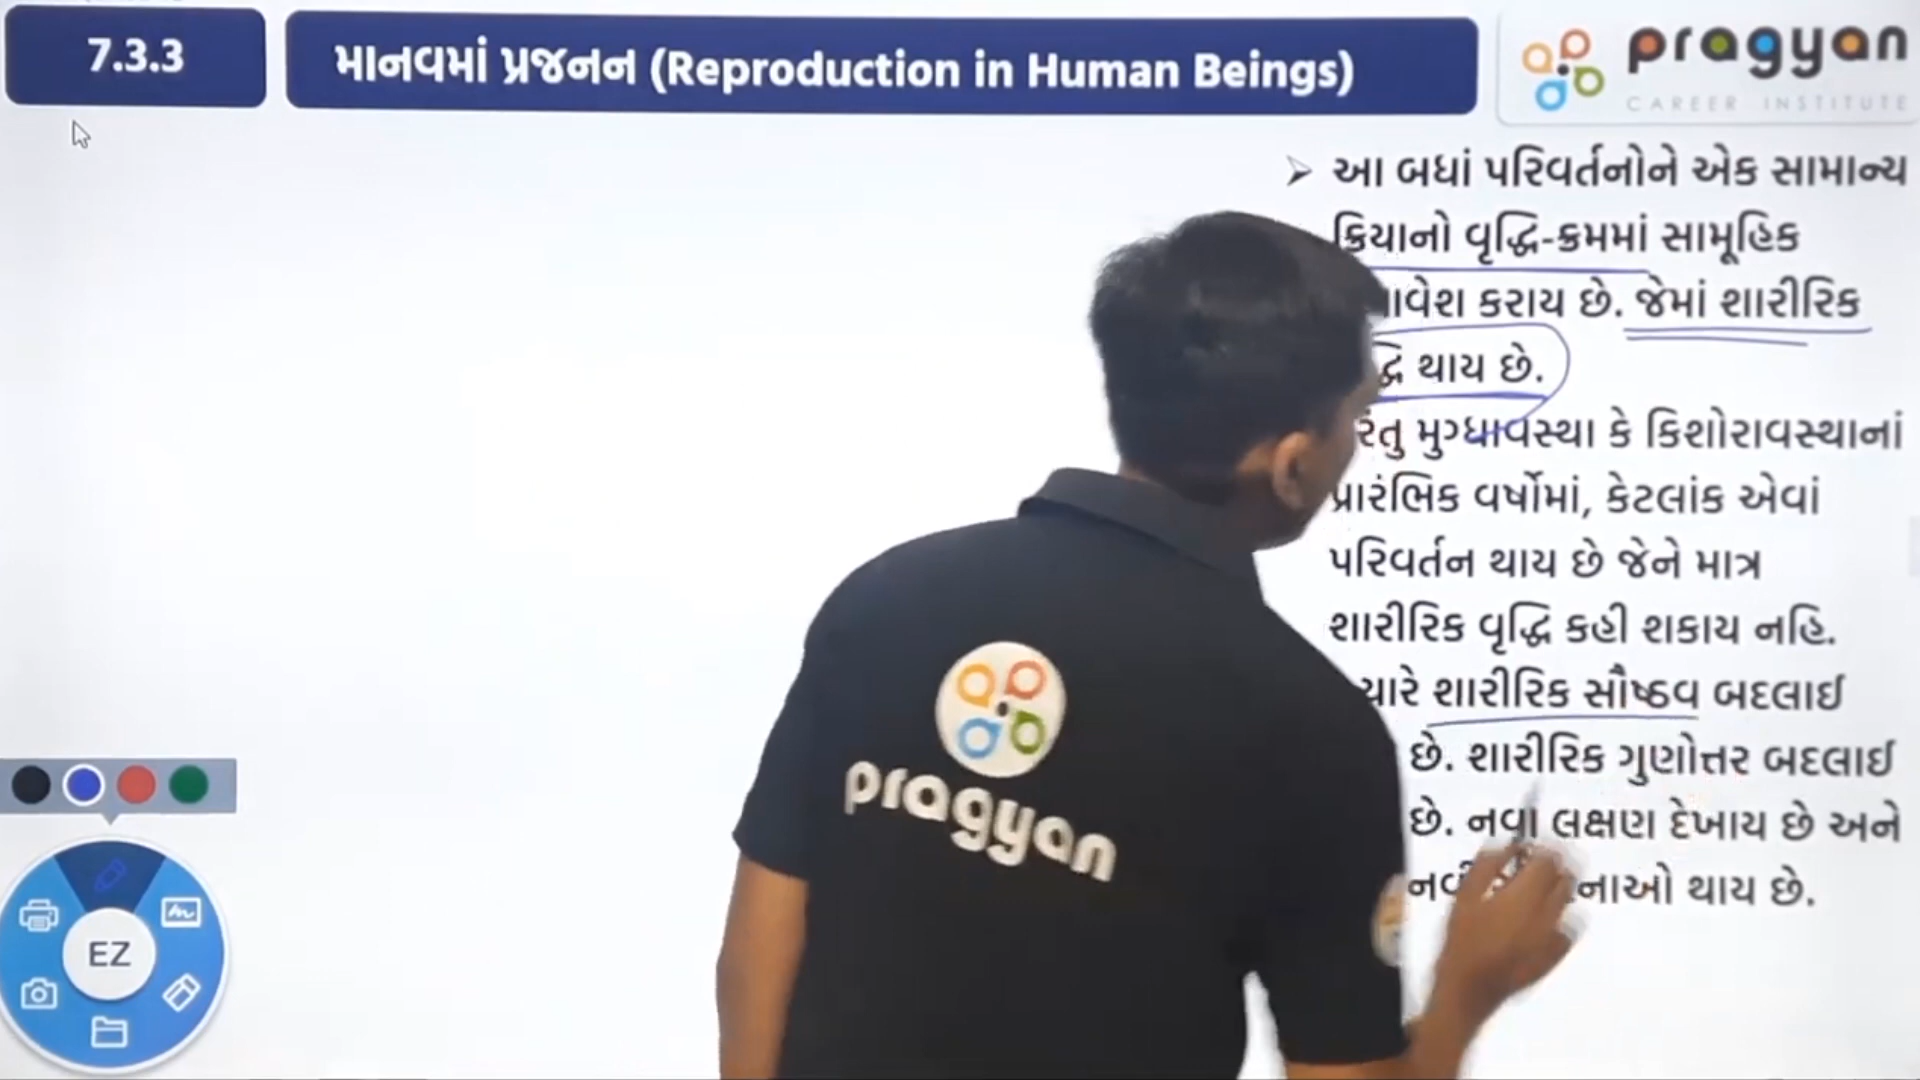 7.3.3
માનવમાં પ્રજનન (Reproduction in Human Beings)
pragyan
CAREER INSTITUTE
➢ આ બધાં પરિવર્તનોને એક સામાન્ય
ક્રિયાનો વૃદ્ધિ-ક્રમમાં સામૂહિક
કરાય છે. જેમાં શારીરિક
થાય છે.
મુગ્ધાવસ્થા કે કિશોરાવસ્થાનાં
પ્રારંભિક વર્ષોમાં, કેટલાંક એવાં
પરિવર્તન થાય છે જેને માત્ર
શારીરિક વૃદ્ધિ કહી શકાય નહિ.
શારીરિક સૌષ્ઠવ બદલાઈ
છે. શારીરિક ગુણોત્તર બદલાઈ
છે. નવા લક્ષણ દેખાય છે અને
થાય છે.
pragyan
EZ